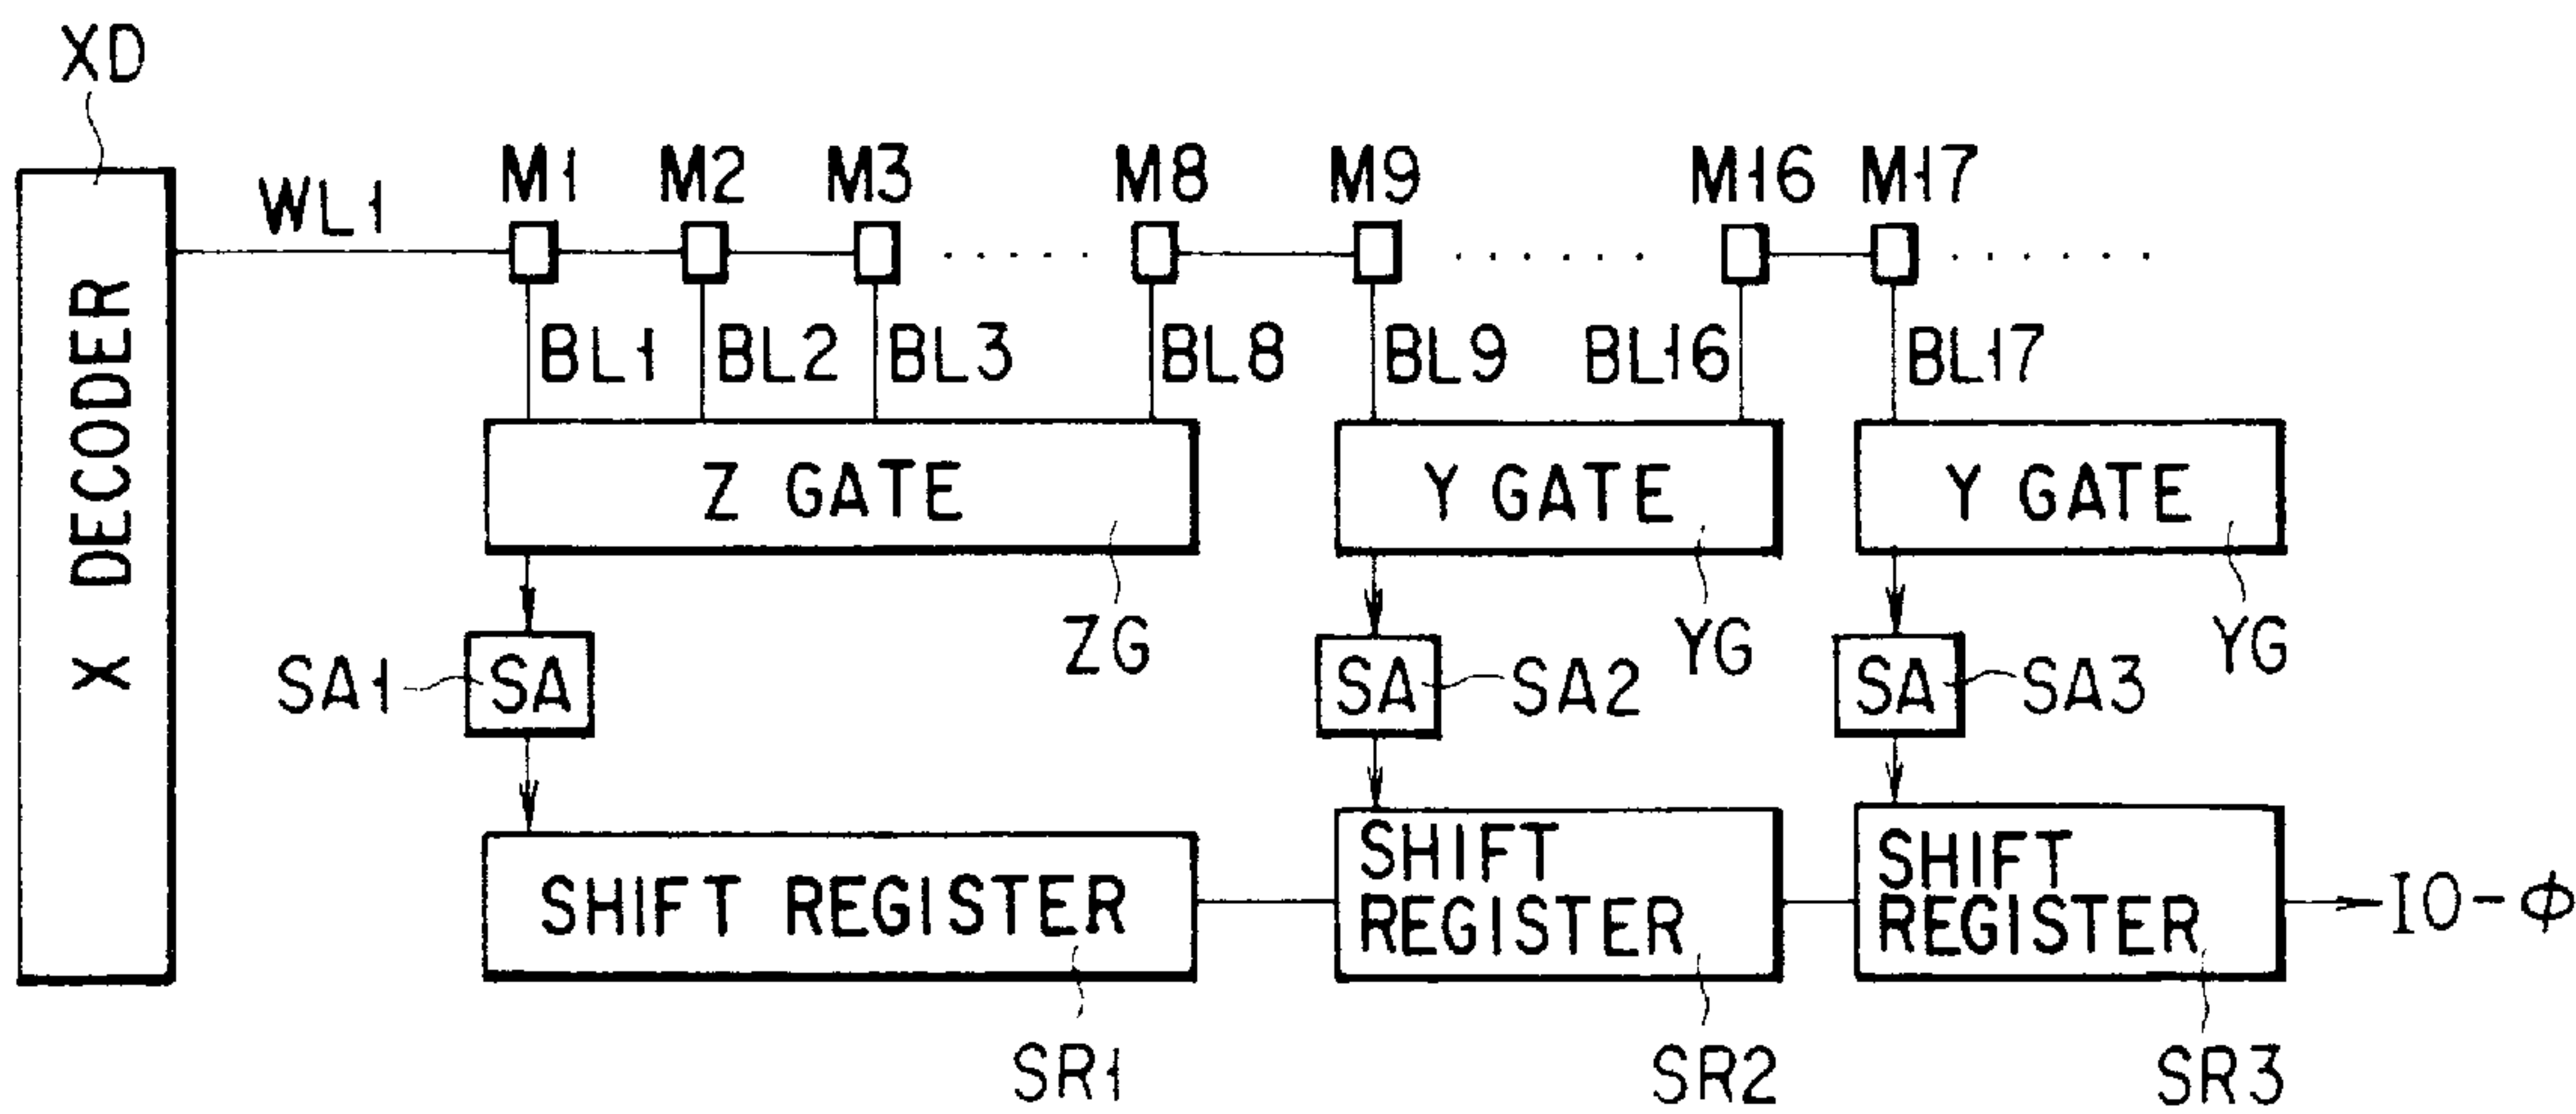 XD
X DECODER
WL1
M1 M2 M3 M8 M9 M16 M17
BL1 BL2 BL3 BL8 BL9 BL16 BL17
Z GATE Y GATE Y GATE
ZG YG YG
SA1 SA SA SA2 SA SA3
SHIFT REGISTER
SHIFT
REGISTER
SHIFT
REGISTER
IO-Φ
SR1 SR2 SR3